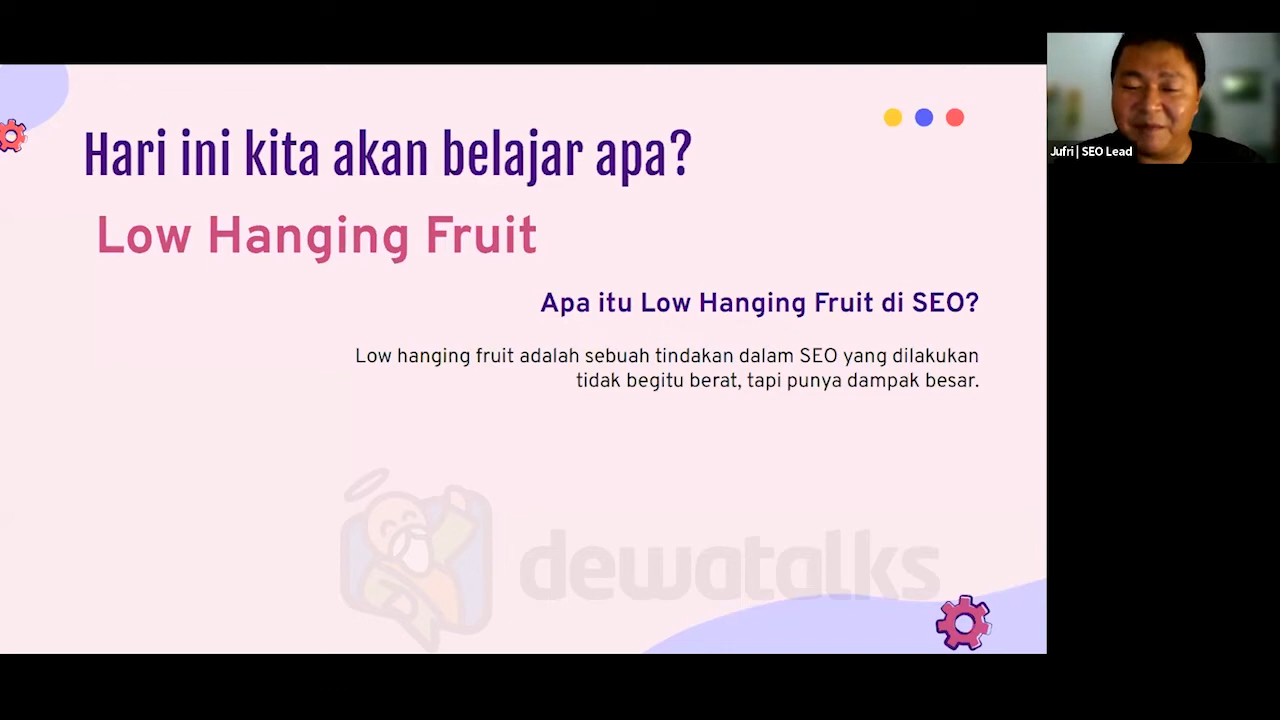 Hari ini kita akan belajar apa?
Low Hanging Fruit
Apa itu Low Hanging Fruit di SEO?
Low hanging fruit adalah sebuah tindakan dalam SEO yang dilakukan
tidak begitu berat, tapi punya dampak besar.
dewatalks
Jufri | SEO Lead